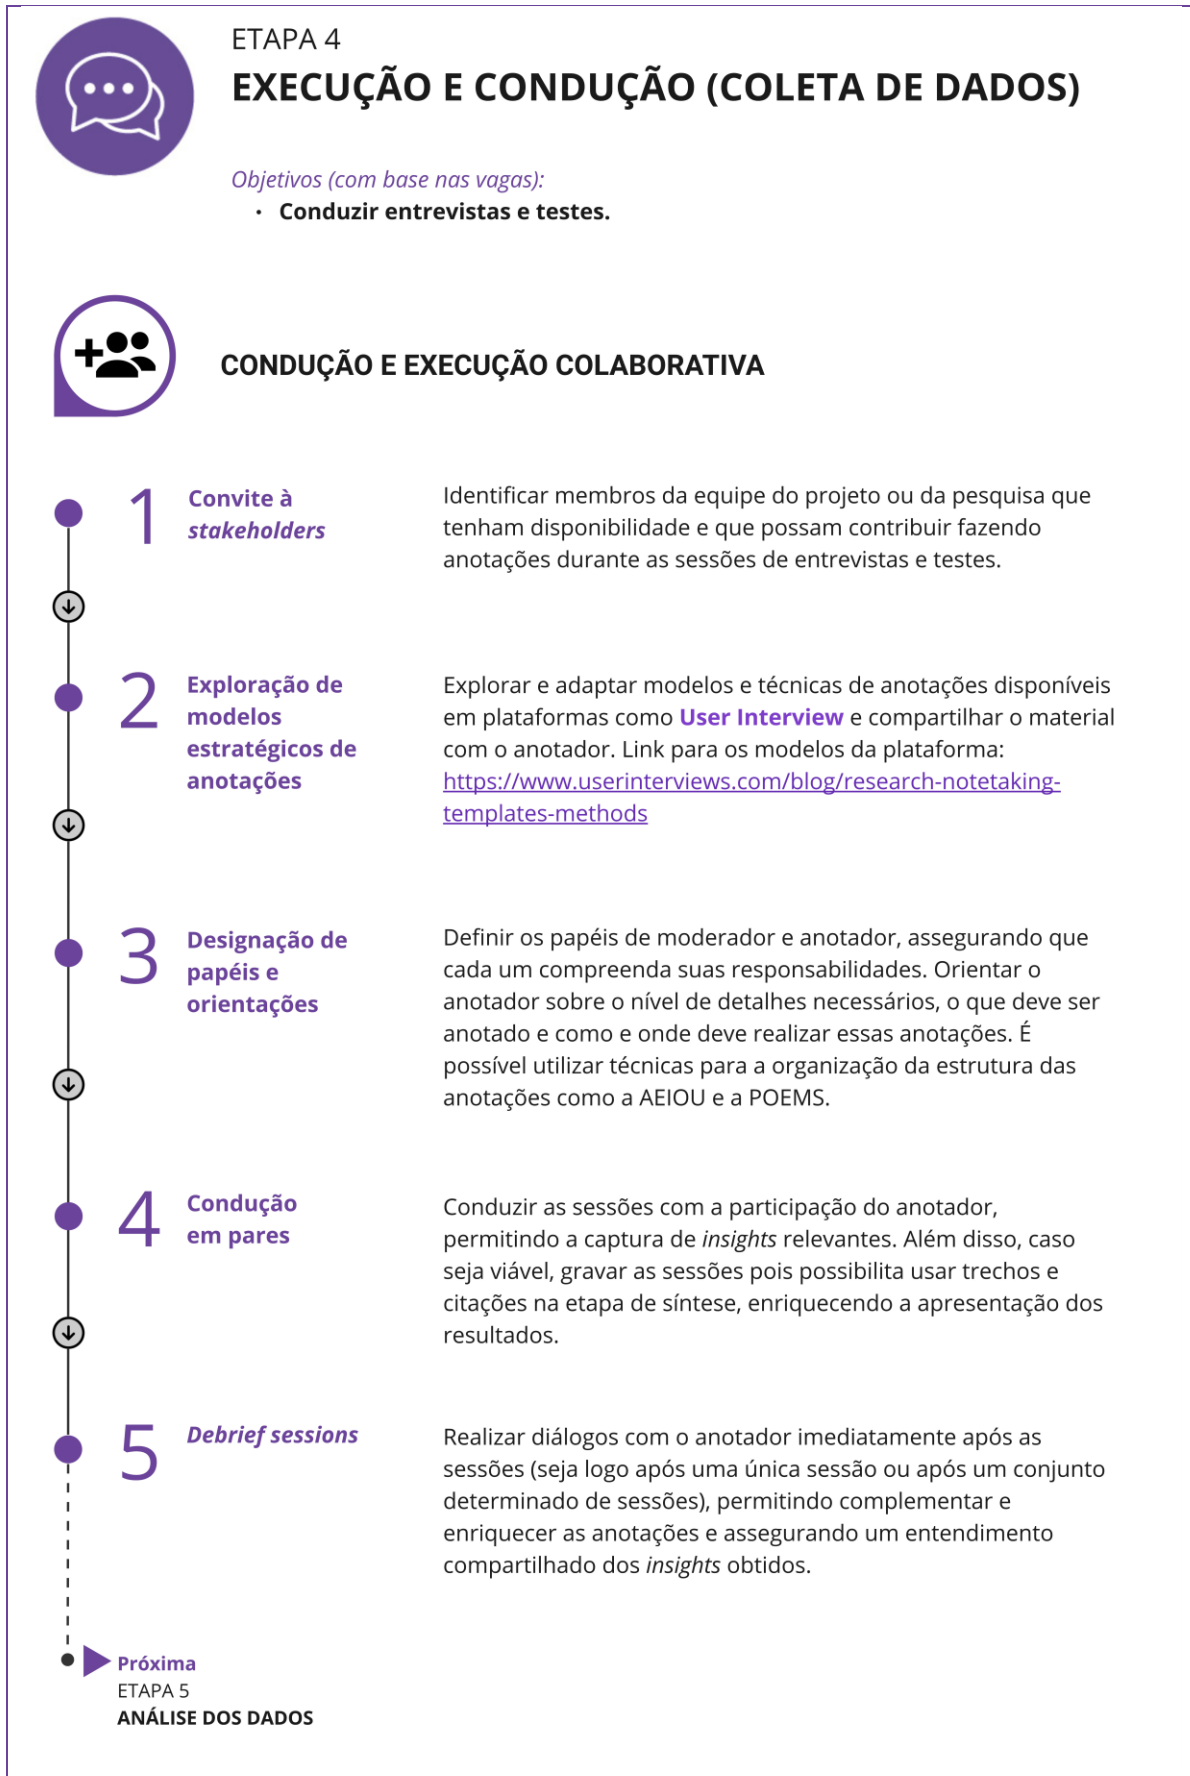 ETAPA 4
EXECUÇÃO E CONDUÇÃO (COLETA DE DADOS)
Objetivos (com base nas vagas):
• Conduzir entrevistas e testes.
CONDUÇÃO E EXECUÇÃO COLABORATIVA
1
Convite à
stakeholders
Identificar membros da equipe do projeto ou da pesquisa que
tenham disponibilidade e que possam contribuir fazendo
anotações durante as sessões de entrevistas e testes.
2
Exploração de
modelos
estratégicos de
anotações
Explorar e adaptar modelos e técnicas de anotações disponíveis
em plataformas como User Interview e compartilhar o material
com o anotador. Link para os modelos da plataforma:
https://www.userinterviews.com/blog/research-notetaking-
templates-methods
3
Designação de
papéis e
orientações
Definir os papéis de moderador e anotador, assegurando que
cada um compreenda suas responsabilidades. Orientar o
anotador sobre o nível de detalhes necessários, o que deve ser
anotado e como e onde deve realizar essas anotações. É
possível utilizar técnicas para a organização da estrutura das
anotações como a AEIOU e a POEMS.
4
Condução
em pares
Conduzir as sessões com a participação do anotador,
permitindo a captura de insights relevantes. Além disso, caso
seja viável, gravar as sessões pois possibilita usar trechos e
citações na etapa de síntese, enriquecendo a apresentação dos
resultados.
5
Debrief sessions
Realizar diálogos com o anotador imediatamente após as
sessões (seja logo após uma única sessão ou após um conjunto
determinado de sessões), permitindo complementar e
enriquecer as anotações e assegurando um entendimento
compartilhado dos insights obtidos.
Próxima
ETAPA 5
ANÁLISE DOS DADOS